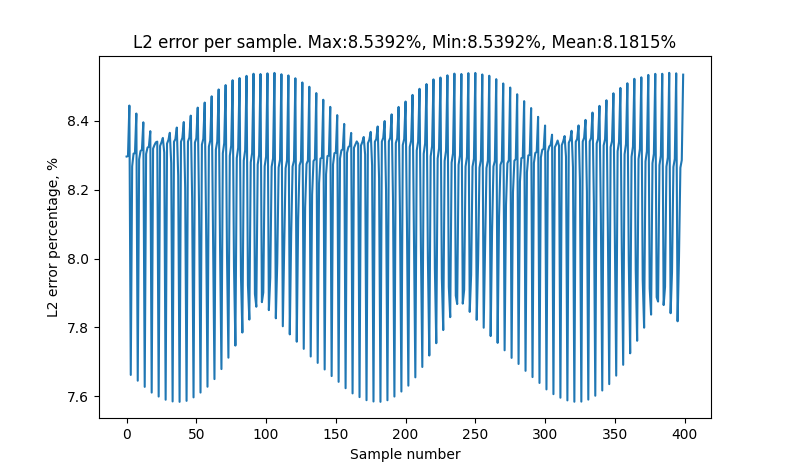 L2 error per sample. Max:8.5392%, Min:8.5392%, Mean:8.1815%
L2 error percentage, %
8.4
8.2
8.0
7.8
7.6
0 50 100 150 200 250 300 350 400
Sample number